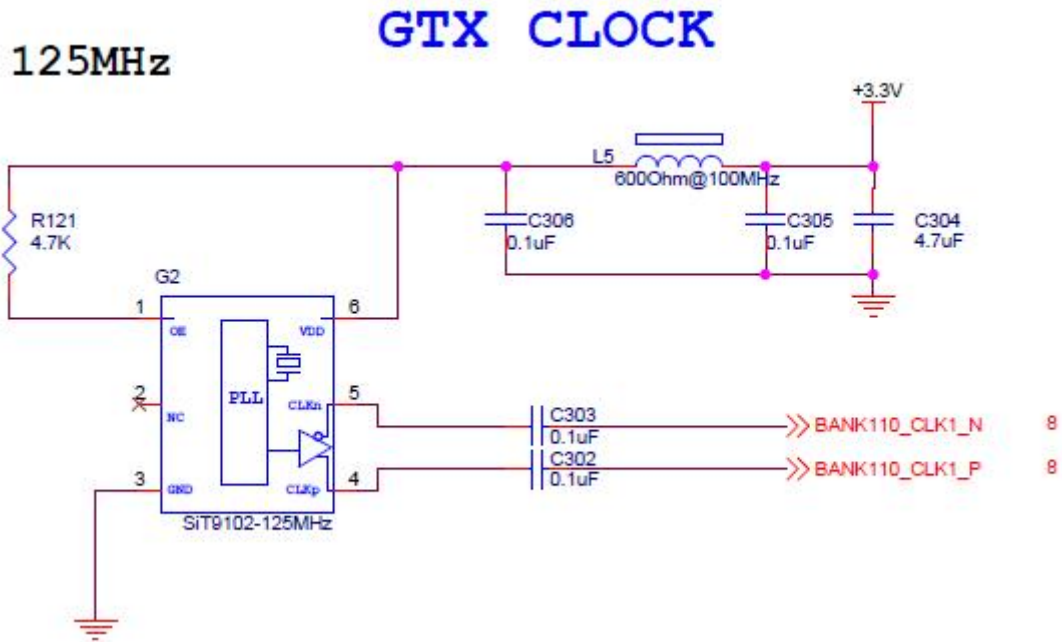 GTX CLOCK
125MHz
+3.3V
L5
600Ohm@100MHz
R121
4.7K
C306
0.1uF
C305
0.1uF
C304
4.7uF
G2
1
6
OE
VDD
2
5
NC
PLL
CLKn
3
4
GND
CLKp
SiT9102-125MHz
C303
0.1uF
BANK110_CLK1_N
8
C302
0.1uF
BANK110_CLK1_P
8